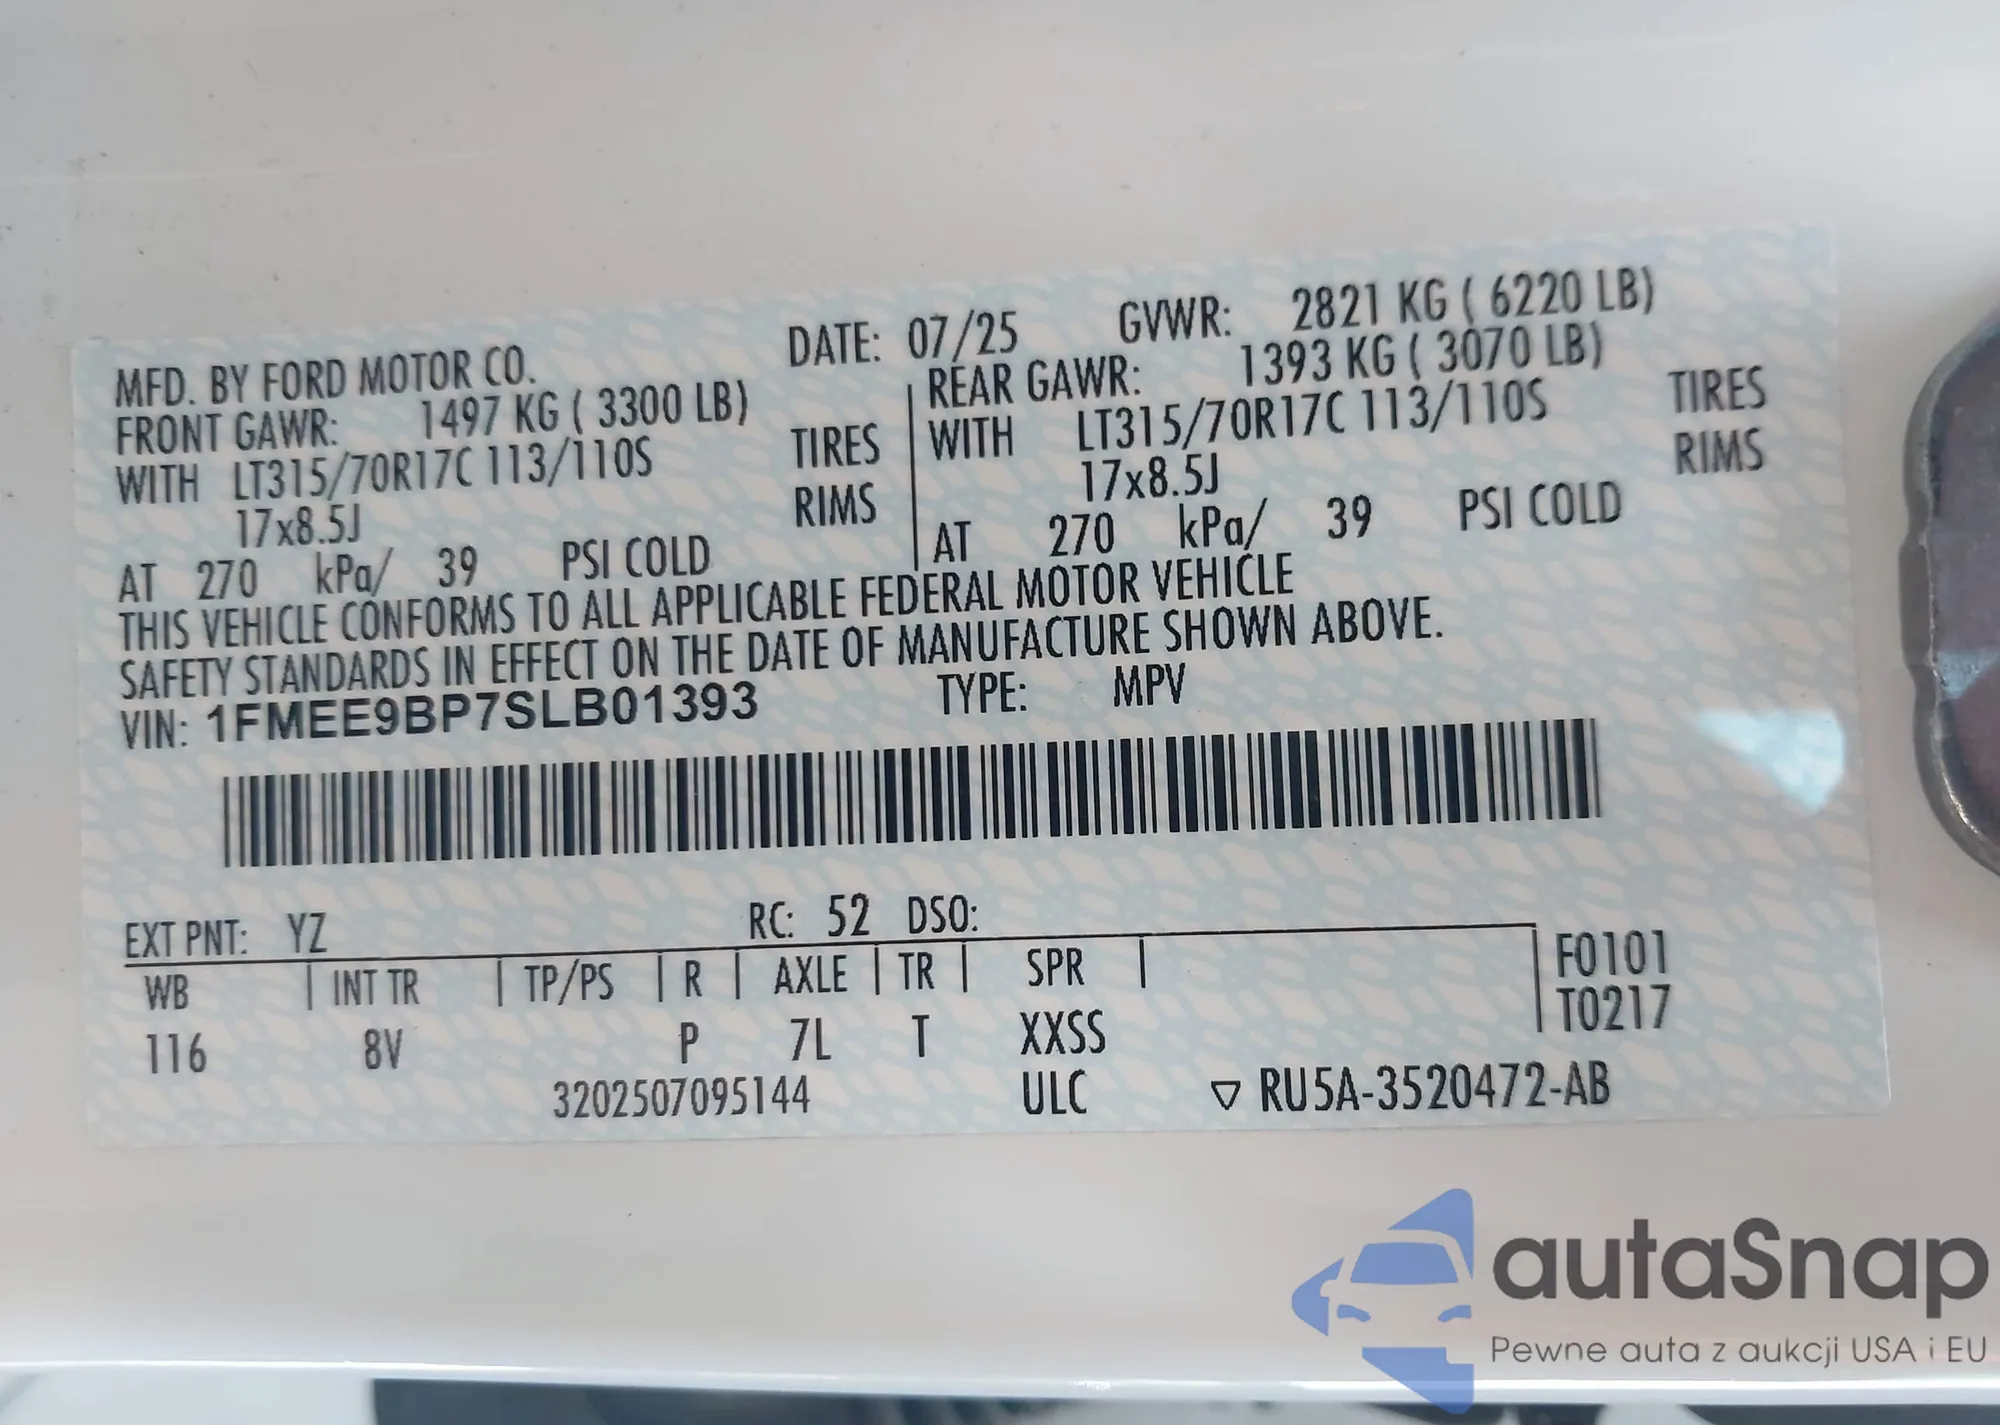 MFD. BY FORD MOTOR CO. DATE: 07/25 GVWR: 2821 KG ( 6220 LB)
FRONT GAWR: 1497 KG ( 3300 LB) REAR GAWR: 1393 KG ( 3070 LB)
WITH LT315/70R17C 113/110S TIRES WITH LT315/70R17C 113/110S TIRES
17x8.5J RIMS 17x8.5J RIMS
AT 270 kPa/ 39 PSI COLD AT 270 kPa/ 39 PSI COLD
THIS VEHICLE CONFORMS TO ALL APPLICABLE FEDERAL MOTOR VEHICLE
SAFETY STANDARDS IN EFFECT ON THE DATE OF MANUFACTURE SHOWN ABOVE.
VIN: 1FMEE9BP7SLB01393 TYPE: MPV
EXT PNT: YZ RC: 52 DSO:
WB | INT TR | TP/PS | R | AXLE | TR | SPR | F0101
T0217
116 8V P 7L T XXSS
3202507095144 ULC ▽ RU5A-3520472-AB
autaSnap
Pewne auta z aukcji USA i EU